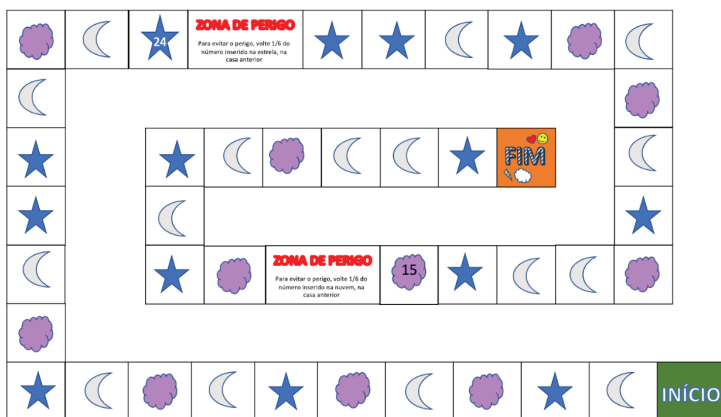 24
ZONA DE PERIGO
Para evitar o perigo, volte 1/6 do
número inserido na estrela, na
casa anterior
FIM
ZONA DE PERIGO
Para evitar o perigo, volte 1/5 do
número inserido na nuvem, na
casa anterior
15
INÍCIO